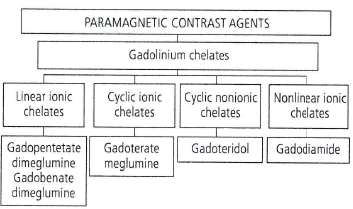 PARAMAGNETIC CONTRAST AGENTS
Gadolinium chelates
Linear ionic
chelates
Cyclic ionic
chelates
Cyclic nonionic
chelates
Nonlinear ionic
chelates
Gadopentetate
dimeglumine
Gadobenate
dimeglumine
Gadoterate
meglumine
Gadoteridol
Gadodiamide